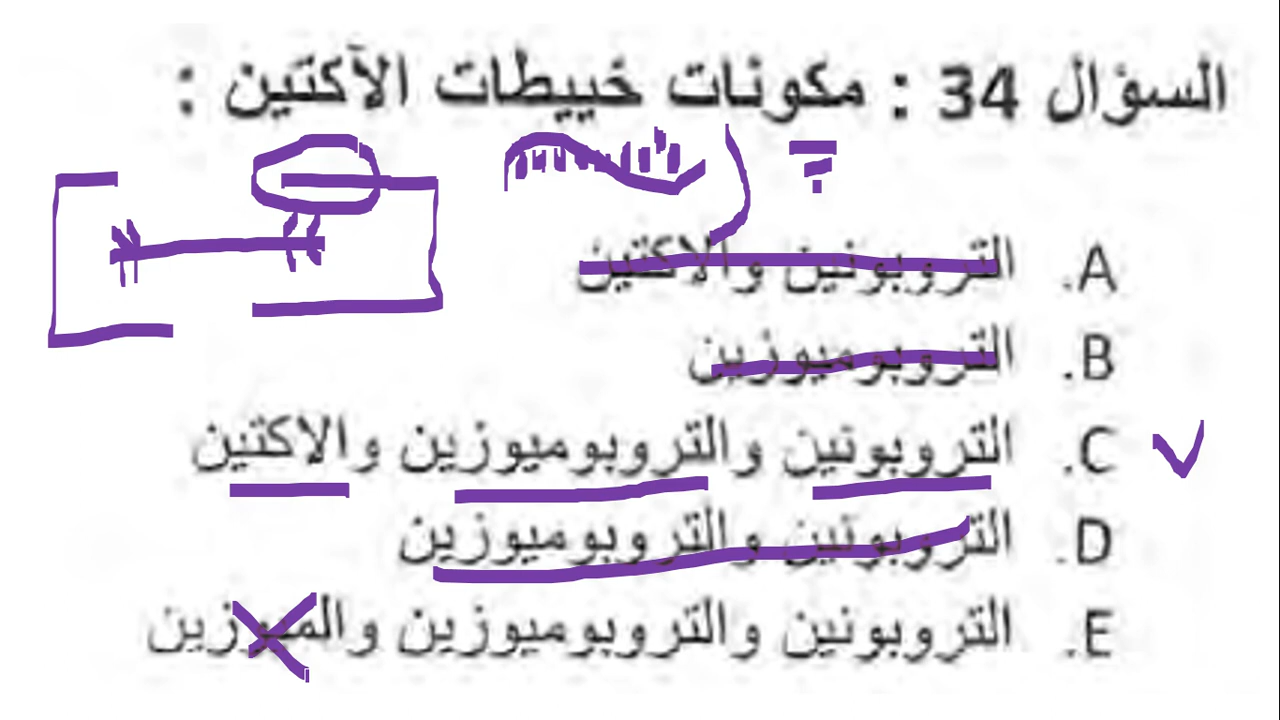 السؤال 34 : مكونات خييطات الآكتين :
A. التروبونين والاكتين
B. التروبوميوزين
C. التروبونين والتروبوميوزين والاكتين
D. التروبونين والتروبوميوزين
E. التروبونين والتروبوميوزين والميوزين